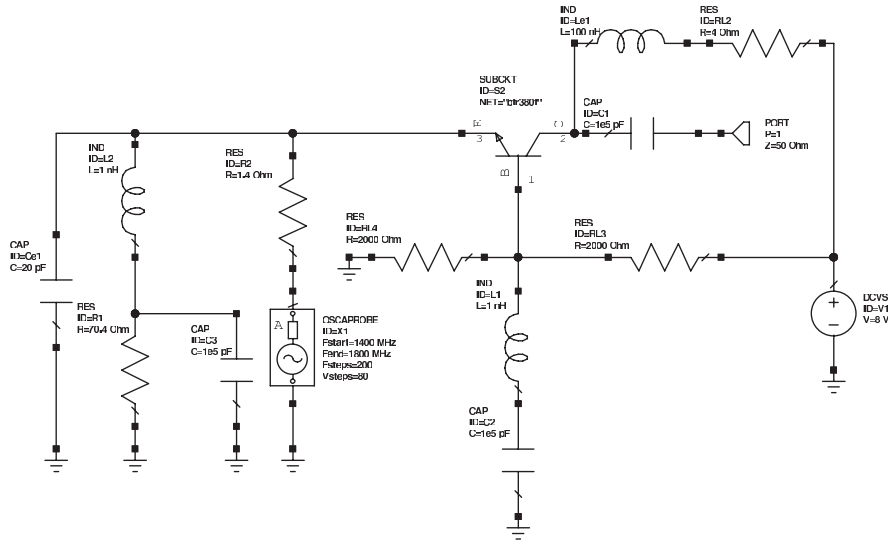 IND
ID=Le1
L=100 nH
RES
ID=RL2
R=4 Ohm
SUBCKT
ID=S2
NET="bfr380f"
CAP
ID=C1
C=1e5 pF
PORT
P=1
Z=50 Ohm
E
3
C
2
B
1
IND
ID=L2
L=1 nH
RES
ID=R2
R=1.4 Ohm
RES
ID=RL4
R=2000 Ohm
RES
ID=RL3
R=2000 Ohm
CAP
ID=Ce1
C=20 pF
IND
ID=L1
L=1 nH
DCVS
ID=V1
V=8 V
RES
ID=R1
R=70.4 Ohm
CAP
ID=C3
C=1e5 pF
A
OSCAPROBE
ID=X1
Fstart=1400 MHz
Fend=1800 MHz
Fsteps=200
Vsteps=80
CAP
ID=C2
C=1e5 pF